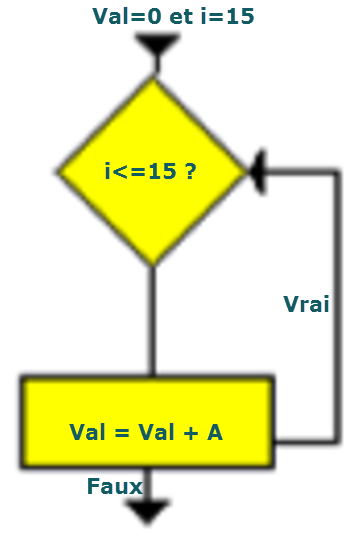 Val=0 et i=15
i<=15 ?
Vrai
Val = Val + A
Faux